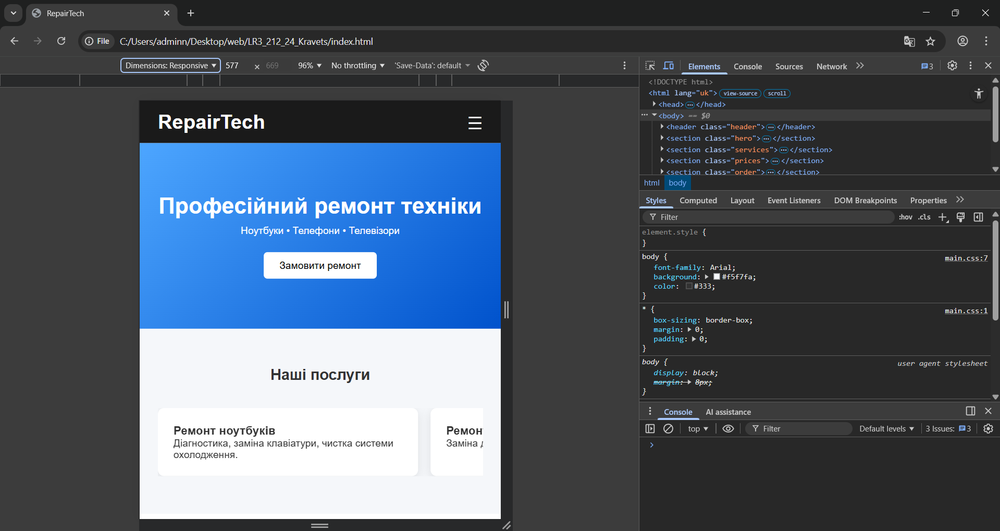 RepairTech
File
C:/Users/adminn/Desktop/web/LR3_212_24_Kravets/index.html
Dimensions: Responsive 577 × 669 96% No throttling 'Save-Data': default
RepairTech
Професійний ремонт техніки
Ноутбуки • Телефони • Телевізори
Замовити ремонт
Наші послуги
Ремонт ноутбуків
Діагностика, заміна клавіатури, чистка системи
охолодження.
Ремон
Заміна
Elements Console Sources Network 3
<!DOCTYPE html>
<html lang="uk"> view-source scroll
<head> … </head>
<body> == $0
<header class="header"> … </header>
<section class="hero"> … </section>
<section class="services"> … </section>
<section class="prices"> … </section>
<section class="order"> … </section>
html body
Styles Computed Layout Event Listeners DOM Breakpoints Properties
Filter :hov .cls
element.style {
}
body { main.css:7
font-family: Arial;
background: #f5f7fa;
color: #333;
}
* { main.css:1
box-sizing: border-box;
margin: 0;
padding: 0;
}
body { user agent stylesheet
display: block;
margin: 8px;
}
Console AI assistance
top Filter Default levels 3 Issues: 3